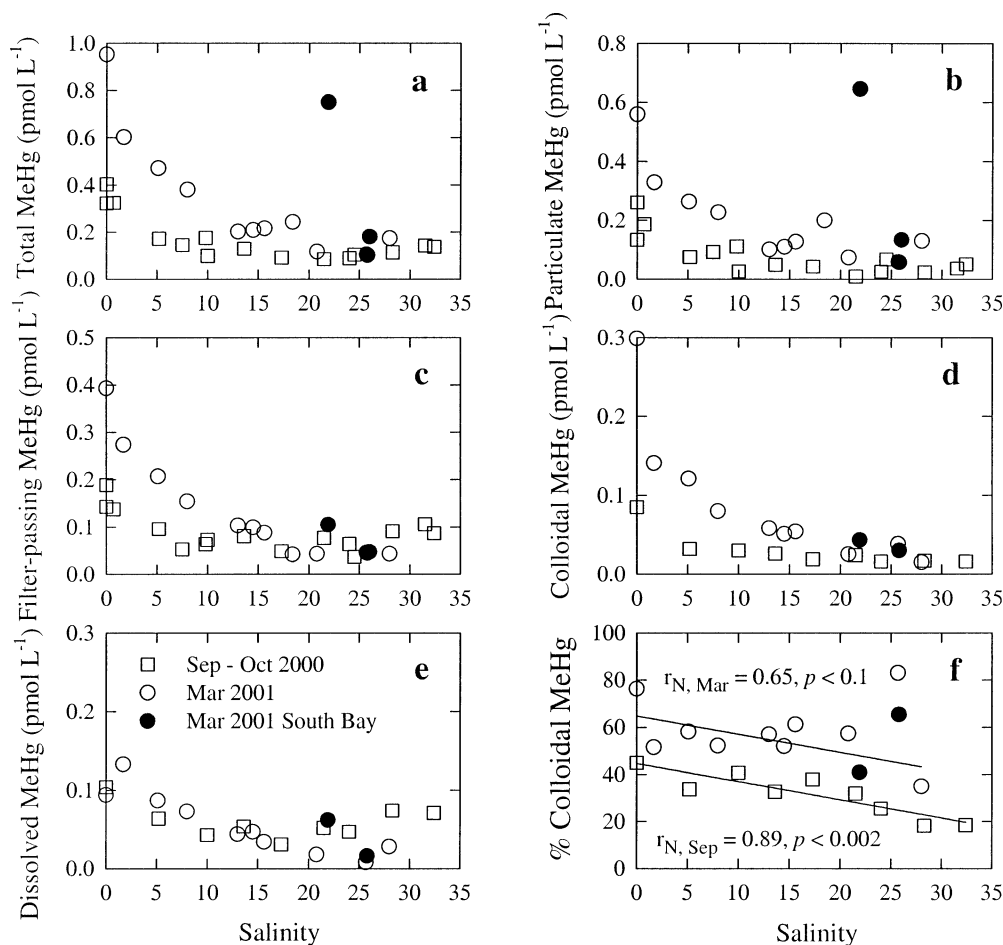 Total MeHg (pmol L-1)
1.0
0.8
0.6
0.4
0.2
0.0
a
0 5 10 15 20 25 30 35
Particulate MeHg (pmol L-1)
0.8
0.6
0.4
0.2
0.0
b
0 5 10 15 20 25 30 35
Filter-passing MeHg (pmol L-1)
0.5
0.4
0.3
0.2
0.1
0.0
c
0 5 10 15 20 25 30 35
Colloidal MeHg (pmol L-1)
0.3
0.2
0.1
0.0
d
0 5 10 15 20 25 30 35
Dissolved MeHg (pmol L-1)
0.3
0.2
0.1
0.0
Sep - Oct 2000
Mar 2001
Mar 2001 South Bay
e
0 5 10 15 20 25 30 35
Salinity
% Colloidal MeHg
100
80
60
40
20
0
f
rN, Mar = 0.65, p < 0.1
rN, Sep = 0.89, p < 0.002
0 5 10 15 20 25 30 35
Salinity